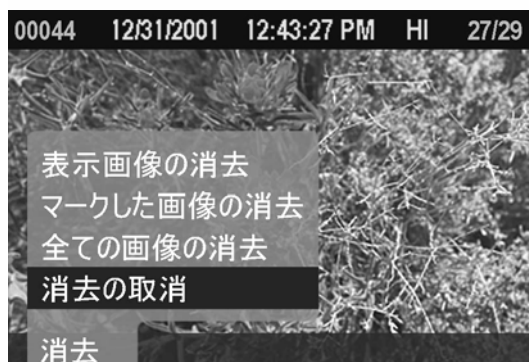 00044 12/31/2001 12:43:27 PM HI 27/29
表示画像の消去
マークした画像の消去
全ての画像の消去
消去の取消
消去